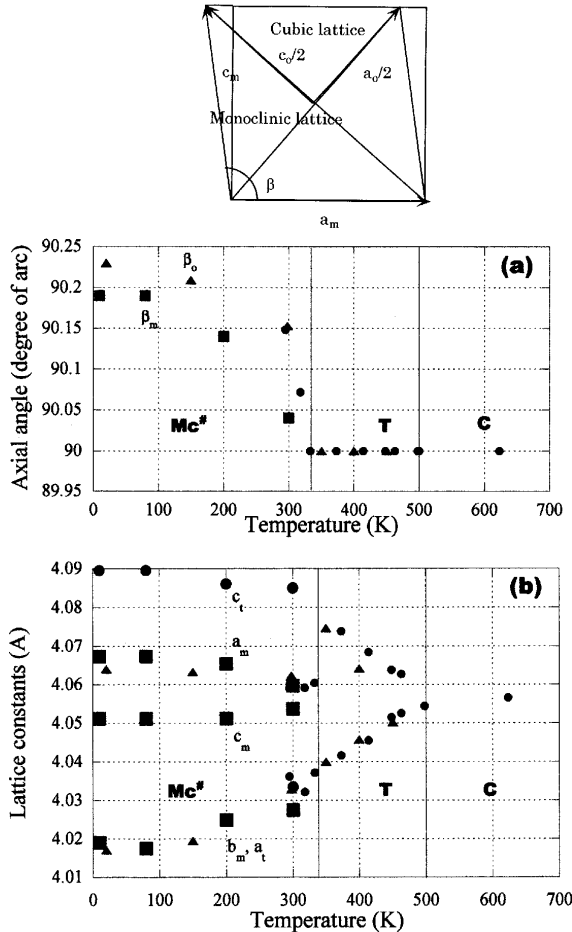 Cubic lattice
c_o/2
c_m
a_o/2
Monoclinic lattice
β
a_m
(a)
Axial angle (degree of arc)
90.25
90.2
90.15
90.1
90.05
90
89.95
β_o
β_m
Mc^#
T
C
0 100 200 300 400 500 600 700
Temperature (K)
(b)
Lattice constants (A)
4.09
4.08
4.07
4.06
4.05
4.04
4.03
4.02
4.01
c_t
a_m
c_m
Mc^#
T
C
b_m, a_t
0 100 200 300 400 500 600 700
Temperature (K)